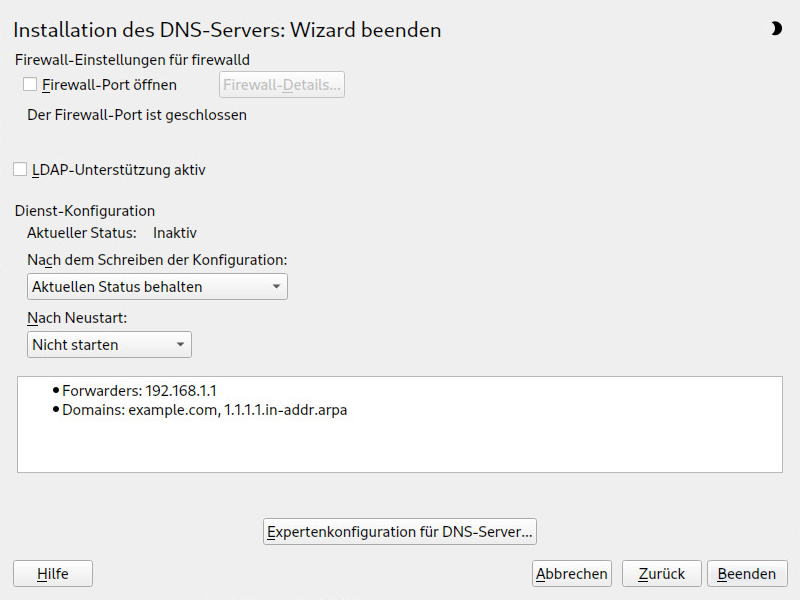 Installation des DNS-Servers: Wizard beenden
Firewall-Einstellungen für firewalld
Firewall-Port öffnen Firewall-Details...
Der Firewall-Port ist geschlossen
LDAP-Unterstützung aktiv
Dienst-Konfiguration
Aktueller Status: Inaktiv
Nach dem Schreiben der Konfiguration:
Aktuellen Status behalten
Nach Neustart:
Nicht starten
• Forwarders: 192.168.1.1
• Domains: example.com, 1.1.1.1.in-addr.arpa
Expertenkonfiguration für DNS-Server...
Hilfe Abbrechen Zurück Beenden